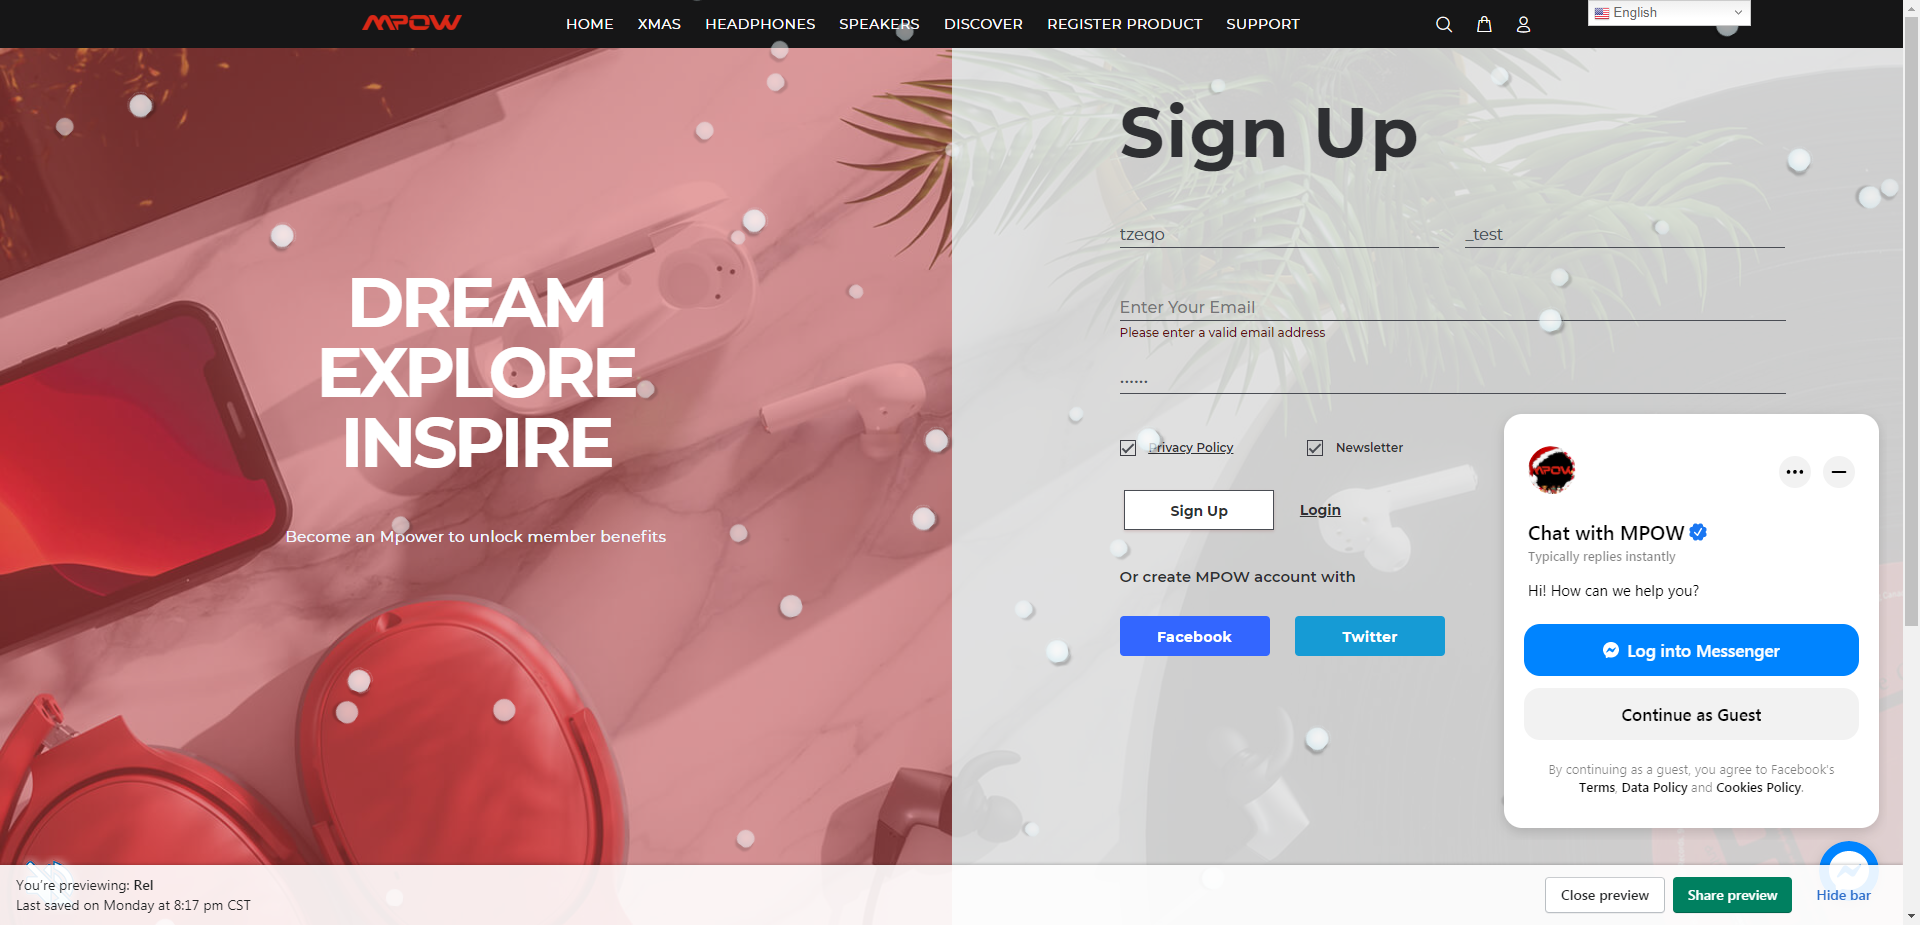 MPOW
HOME XMAS HEADPHONES SPEAKERS DISCOVER REGISTER PRODUCT SUPPORT
English
DREAM
EXPLORE
INSPIRE
Become an Mpower to unlock member benefits
Sign Up
tzeqo
_test
Enter Your Email
Please enter a valid email address
Privacy Policy
Newsletter
Sign Up
Login
Or create MPOW account with
Facebook
Twitter
MPOW
Chat with MPOW
Typically replies instantly
Hi! How can we help you?
Log into Messenger
Continue as Guest
By continuing as a guest, you agree to Facebook's
Terms, Data Policy and Cookies Policy.
You're previewing: Rel
Last saved on Monday at 8:17 pm CST
Close preview
Share preview
Hide bar